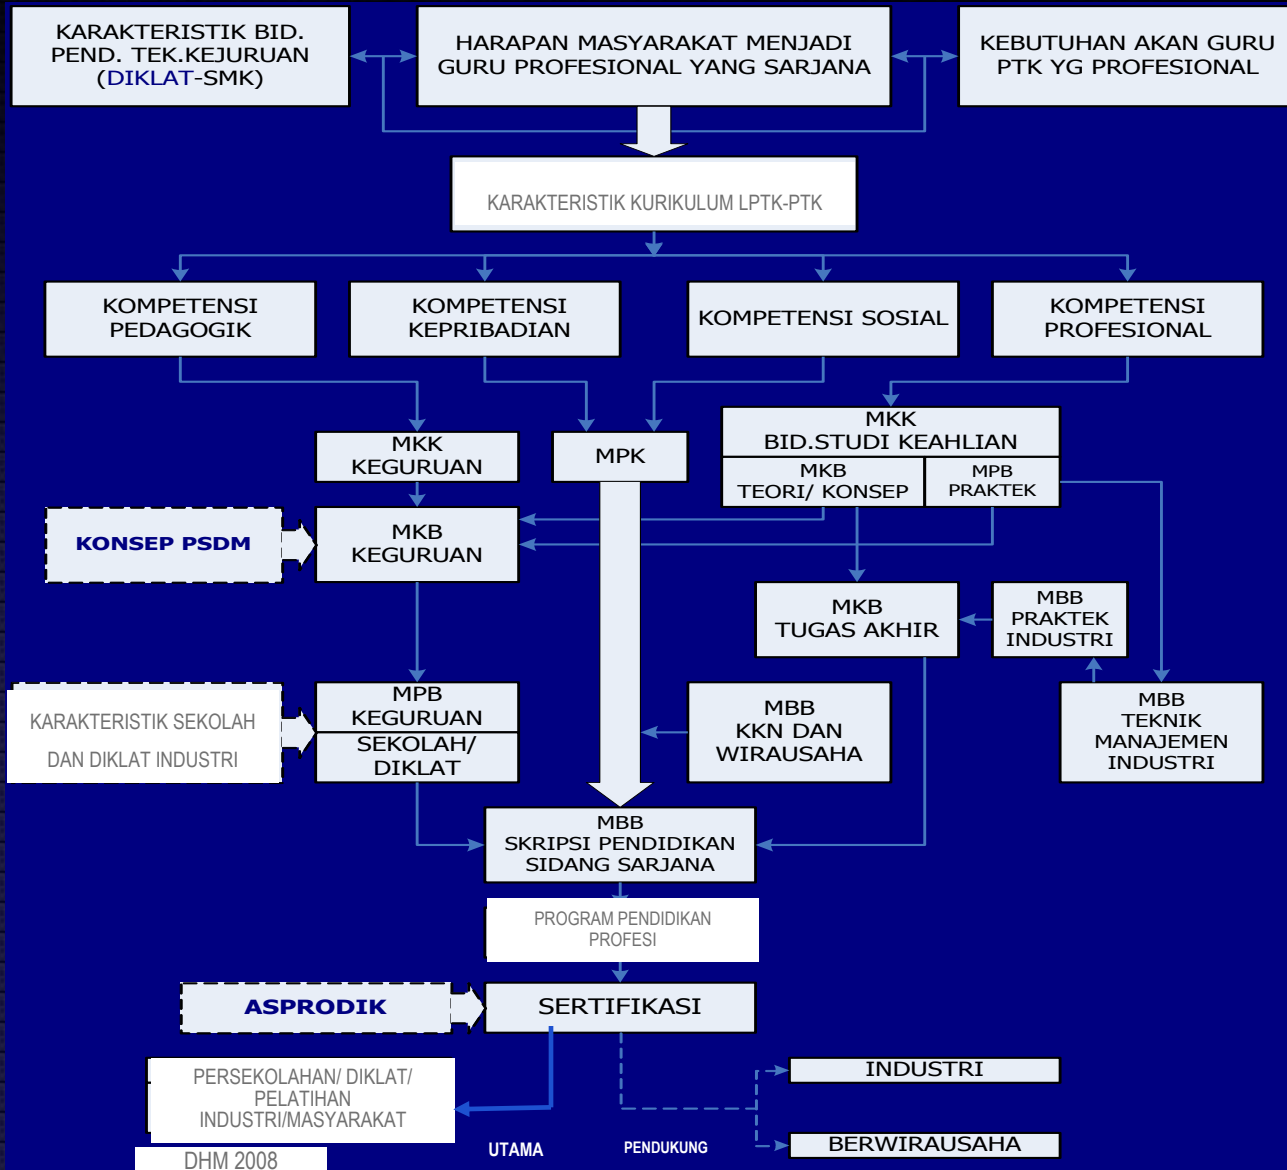 KARAKTERISTIK BID.
PEND. TEK.KEJURUAN
(DIKLAT-SMK)
HARAPAN MASYARAKAT MENJADI
GURU PROFESIONAL YANG SARJANA
KEBUTUHAN AKAN GURU
PTK YG PROFESIONAL
KARAKTERISTIK KURIKULUM LPTK-PTK
KOMPETENSI
PEDAGOGIK
KOMPETENSI
KEPRIBADIAN
KOMPETENSI SOSIAL
KOMPETENSI
PROFESIONAL
MKK
KEGURUAN
MPK
MKK
BID.STUDI KEAHLIAN
MKB
TEORI/ KONSEP
MPB
PRAKTEK
KONSEP PSDM
MKB
KEGURUAN
MKB
TUGAS AKHIR
MBB
PRAKTEK
INDUSTRI
KARAKTERISTIK SEKOLAH
DAN DIKLAT INDUSTRI
MPB
KEGURUAN
SEKOLAH/
DIKLAT
MBB
KKN DAN
WIRAUSAHA
MBB
TEKNIK
MANAJEMEN
INDUSTRI
MBB
SKRIPSI PENDIDIKAN
SIDANG SARJANA
PROGRAM PENDIDIKAN
PROFESI
ASPRODIK
SERTIFIKASI
PERSEKOLAHAN/ DIKLAT/
PELATIHAN
INDUSTRI/MASYARAKAT
INDUSTRI
UTAMA
PENDUKUNG
BERWIRAUSAHA
DHM 2008